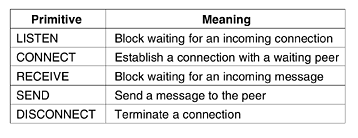 Primitive Meaning
LISTEN Block waiting for an incoming connection
CONNECT Establish a connection with a waiting peer
RECEIVE Block waiting for an incoming message
SEND Send a message to the peer
DISCONNECT Terminate a connection